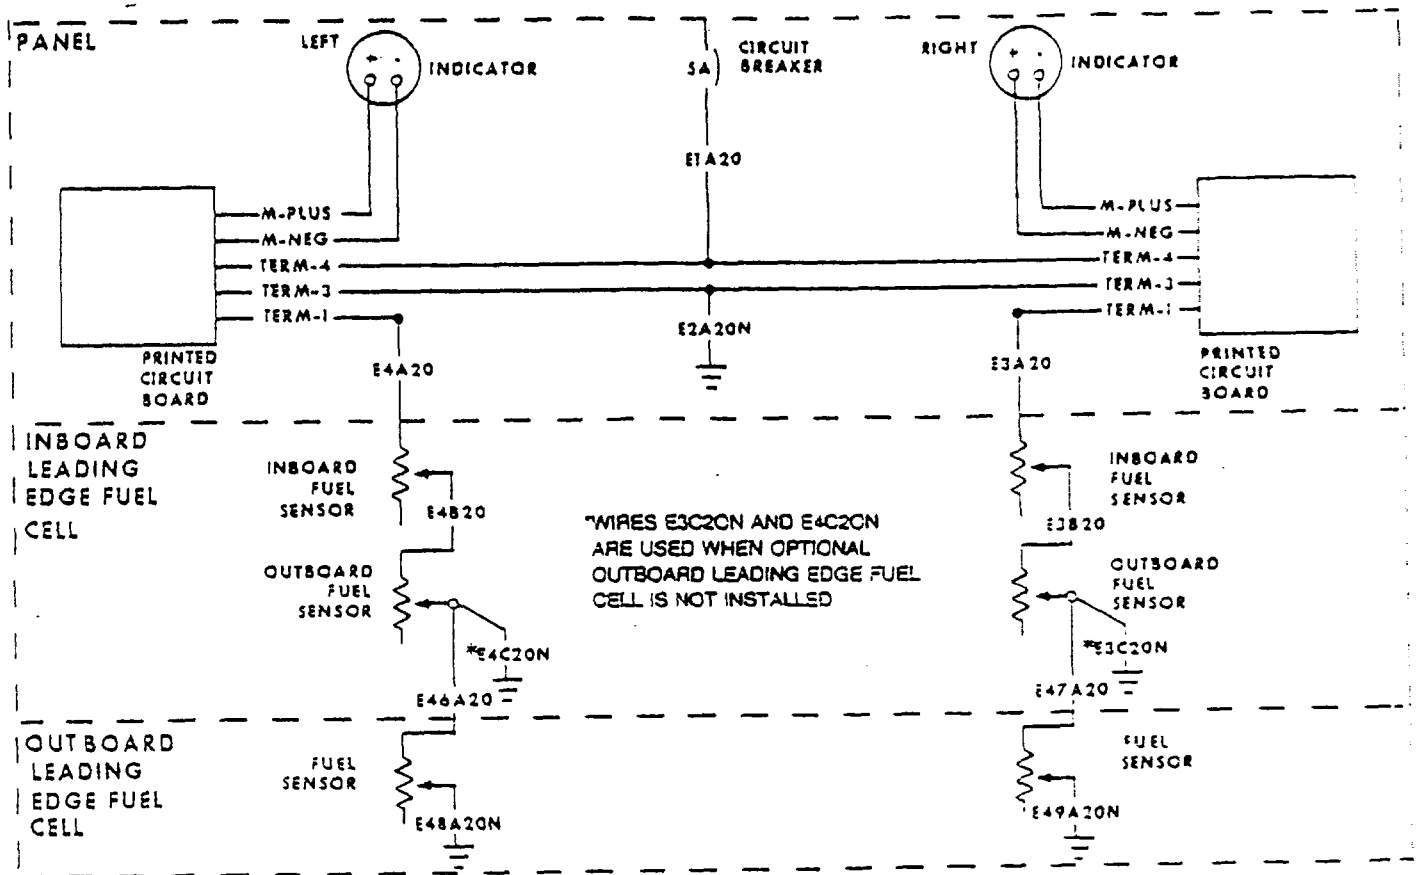 PANEL
LEFT
+ -
INDICATOR
5A
CIRCUIT
BREAKER
RIGHT
+ -
INDICATOR
E1A20
M-PLUS
M-NEG
TERM-4
TERM-3
TERM-1
M-PLUS
M-NEG
TERM-4
TERM-3
TERM-1
E2A20N
PRINTED
CIRCUIT
BOARD
E4A20
E3A20
PRINTED
CIRCUIT
BOARD
INBOARD
LEADING
EDGE FUEL
CELL
INBOARD
FUEL
SENSOR
E4B20
OUTBOARD
FUEL
SENSOR
*E4C20N
E46A20
*WIRES E3C2CN AND E4C2CN
ARE USED WHEN OPTIONAL
OUTBOARD LEADING EDGE FUEL
CELL IS NOT INSTALLED
INBOARD
FUEL
SENSOR
E3B20
OUTBOARD
FUEL
SENSOR
*E3C20N
E47A20
OUTBOARD
LEADING
EDGE FUEL
CELL
FUEL
SENSOR
E48A20N
FUEL
SENSOR
E49A20N